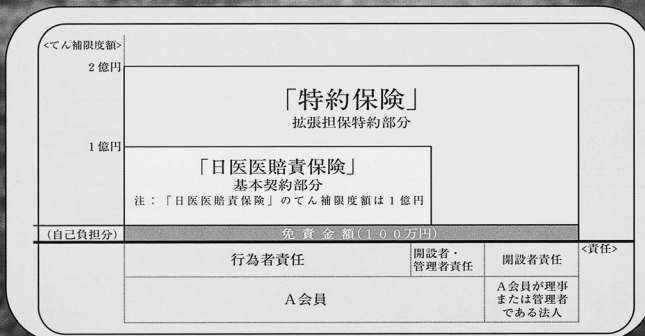 <てん補限度額>
2億円
「特約保険」
拡張担保特約部分
1億円
「日医医賠責保険」
基本契約部分
注：「日医医賠責保険」のてん補限度額は1億円
(自己負担分)
免責金額(100万円)
<責任>
行為者責任
開設者・
管理者責任
開設者責任
A会員
A会員が理事
または管理者
である法人